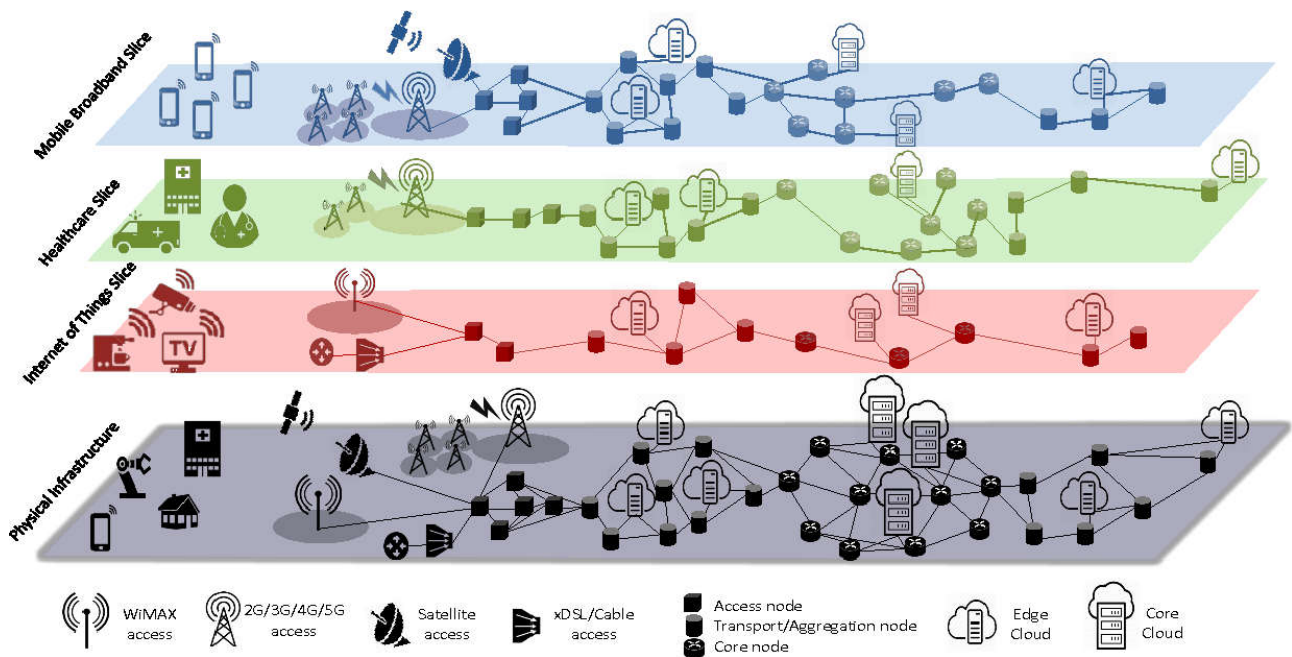 Mobile Broadband Slice
Healthcare Slice
Internet of Things Slice
TV
Physical Infrastructure
WiMAX
access
2G/3G/4G/5G
access
Satellite
access
xDSL/Cable
access
Access node
Transport/Aggregation node
Core node
Edge
Cloud
Core
Cloud